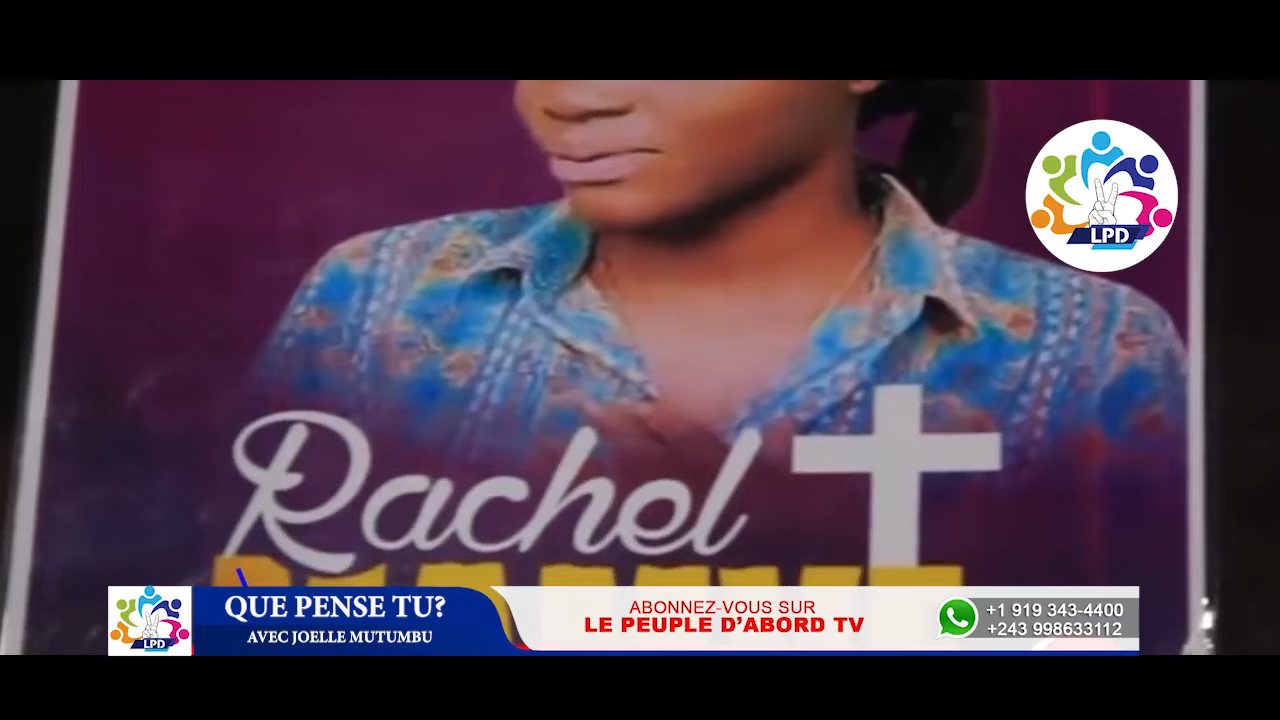 LPD
Rachel
QUE PENSE TU?
AVEC JOELLE MUTUMBU
LPD
ABONNEZ-VOUS SUR
LE PEUPLE D'ABORD TV
+1 919 343-4400
+243 998633112